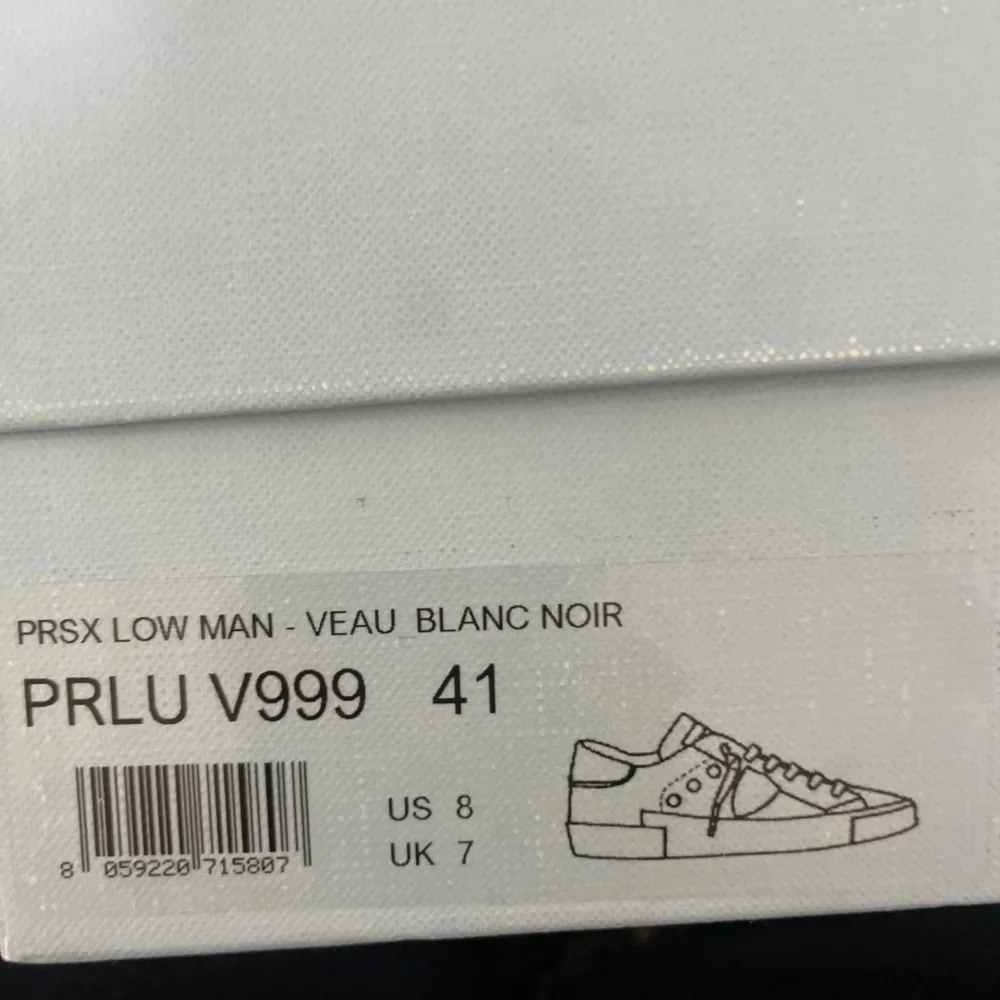 PRSX LOW MAN - VEAU_BLANC NOIR
PRLU V999 41
US 8
UK 7
8 059220 715807